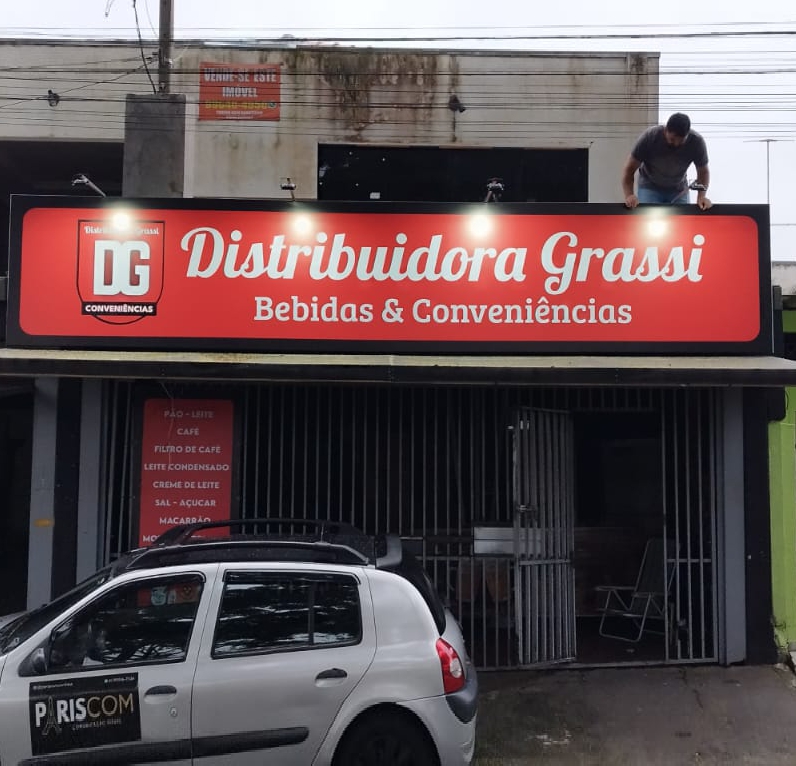 VENDE-SE ESTE
IMÓVEL
Distribuidora Grassi
DG
CONVENIÊNCIAS
Distribuidora Grassi
Bebidas & Conveniências
PÃO - LEITE
CAFÉ
FILTRO DE CAFÉ
LEITE CONDENSADO
CREME DE LEITE
SAL - AÇUCAR
MACARRÃO
PARISCOM